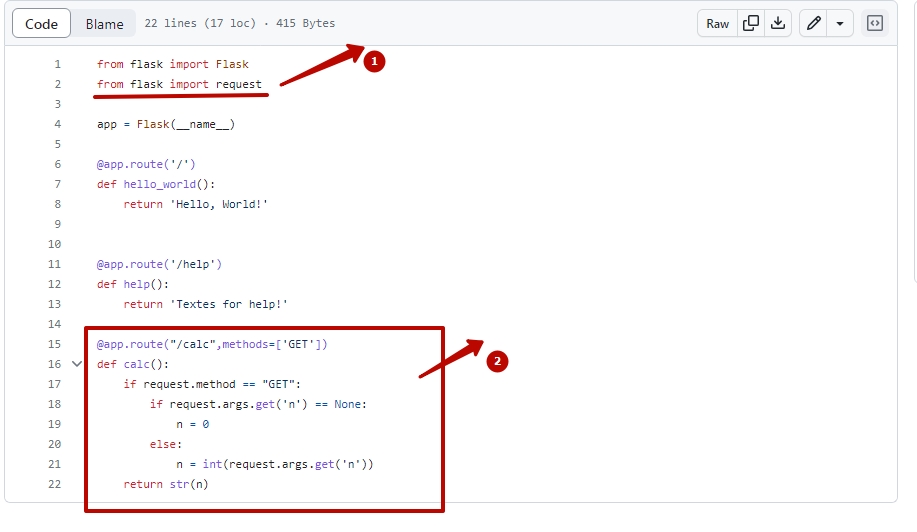 Code Blame 22 lines (17 loc) · 415 Bytes Raw
1 from flask import Flask
1
2 from flask import request
3
4 app = Flask(__name__)
5
6 @app.route('/')
7 def hello_world():
8     return 'Hello, World!'
9
10
11 @app.route('/help')
12 def help():
13     return 'Textes for help!'
14
15 @app.route("/calc",methods=['GET'])
16 def calc():
2
17     if request.method == "GET":
18         if request.args.get('n') == None:
19             n = 0
20         else:
21             n = int(request.args.get('n'))
22     return str(n)